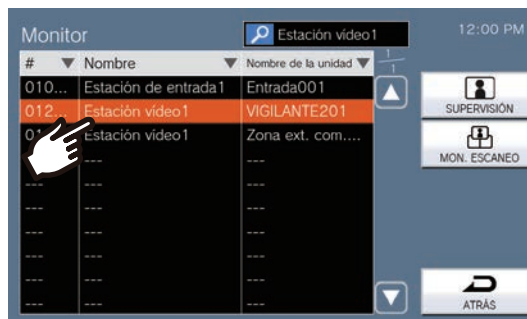 Monitor
Estación vídeo1
12:00 PM
# Nombre Nombre de la unidad 1/1
010... Estación de entrada1 Entrada001
012... Estación vídeo1 VIGILANTE201
01 Estación vídeo1 Zona ext. com....
--- ---
--- --- ---
--- --- ---
--- --- ---
--- --- ---
--- --- ---
SUPERVISIÓN
MON. ESCANEO
ATRÁS